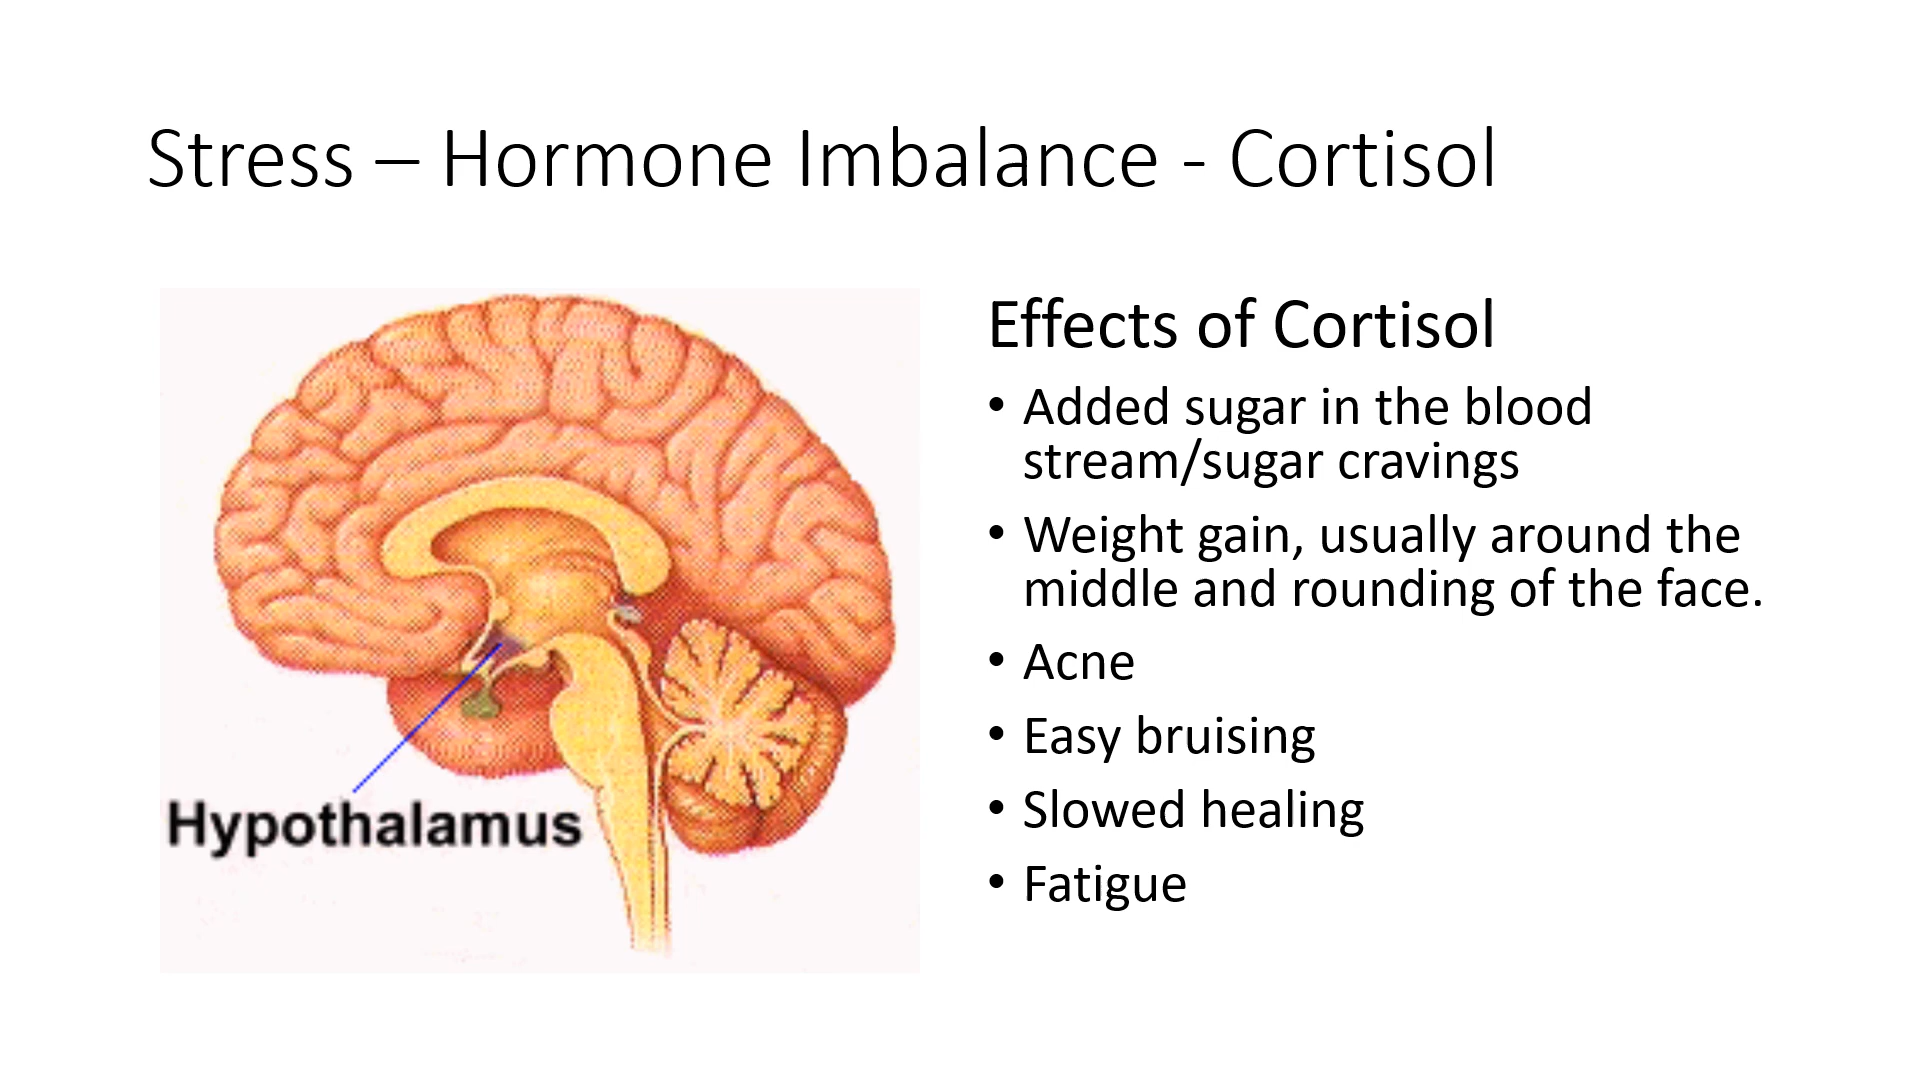 Stress – Hormone Imbalance - Cortisol
Hypothalamus
Effects of Cortisol
• Added sugar in the blood
stream/sugar cravings
• Weight gain, usually around the
middle and rounding of the face.
• Acne
• Easy bruising
• Slowed healing
• Fatigue